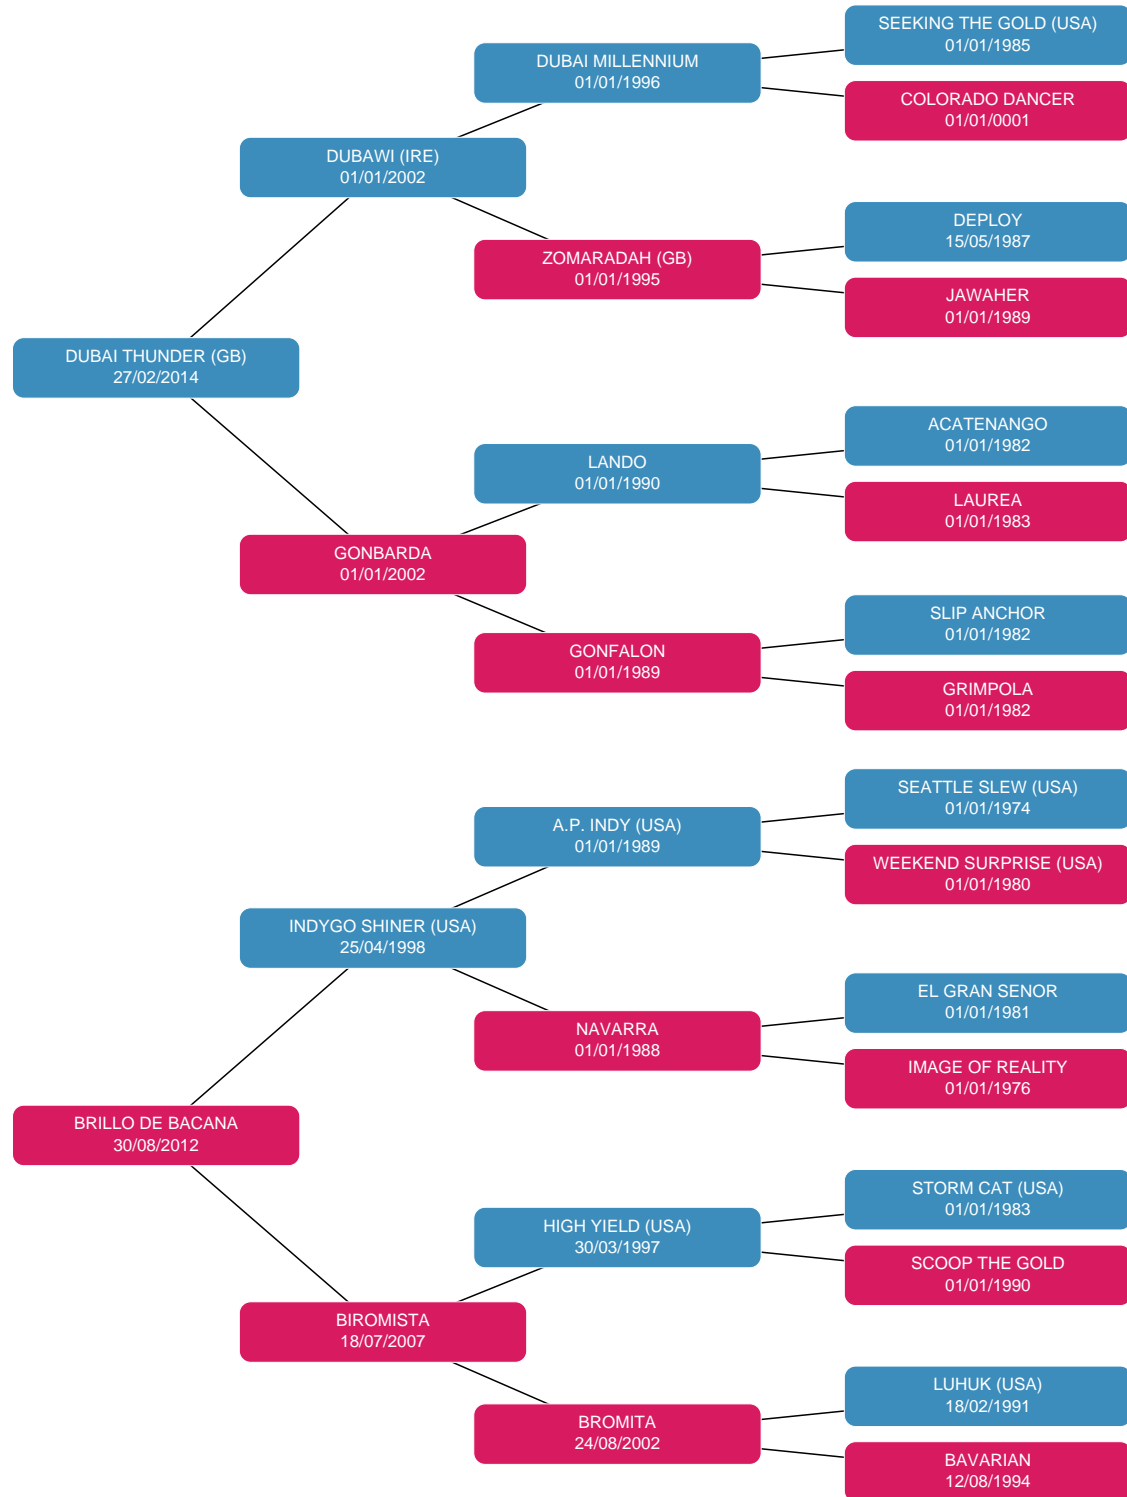 SEEKING THE GOLD (USA)
01/01/1985
DUBAI MILLENNIUM
01/01/1996
COLORADO DANCER
01/01/0001
DUBAWI (IRE)
01/01/2002
DEPLOY
15/05/1987
ZOMARADAH (GB)
01/01/1995
JAWAHER
01/01/1989
DUBAI THUNDER (GB)
27/02/2014
ACATENANGO
01/01/1982
LANDO
01/01/1990
LAUREA
01/01/1983
GONBARDA
01/01/2002
SLIP ANCHOR
01/01/1982
GONFALON
01/01/1989
GRIMPOLA
01/01/1982
SEATTLE SLEW (USA)
01/01/1974
A.P. INDY (USA)
01/01/1989
WEEKEND SURPRISE (USA)
01/01/1980
INDYGO SHINER (USA)
25/04/1998
EL GRAN SENOR
01/01/1981
NAVARRA
01/01/1988
IMAGE OF REALITY
01/01/1976
BRILLO DE BACANA
30/08/2012
STORM CAT (USA)
01/01/1983
HIGH YIELD (USA)
30/03/1997
SCOOP THE GOLD
01/01/1990
BIROMISTA
18/07/2007
LUHUK (USA)
18/02/1991
BROMITA
24/08/2002
BAVARIAN
12/08/1994